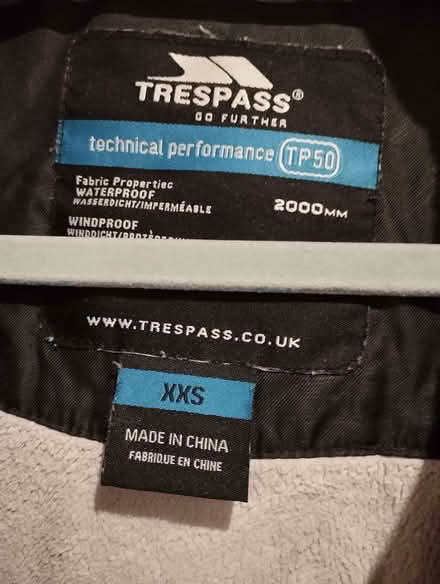 TRESPASS®
GO FURTHER
technical performance TP50
Fabric Properties
WATERPROOF
WASSERDICHT/IMPERMÉABLE
2000MM
WINDPROOF
WWW.TRESPASS.CO.UK
XXS
MADE IN CHINA
FABRIQUE EN CHINE